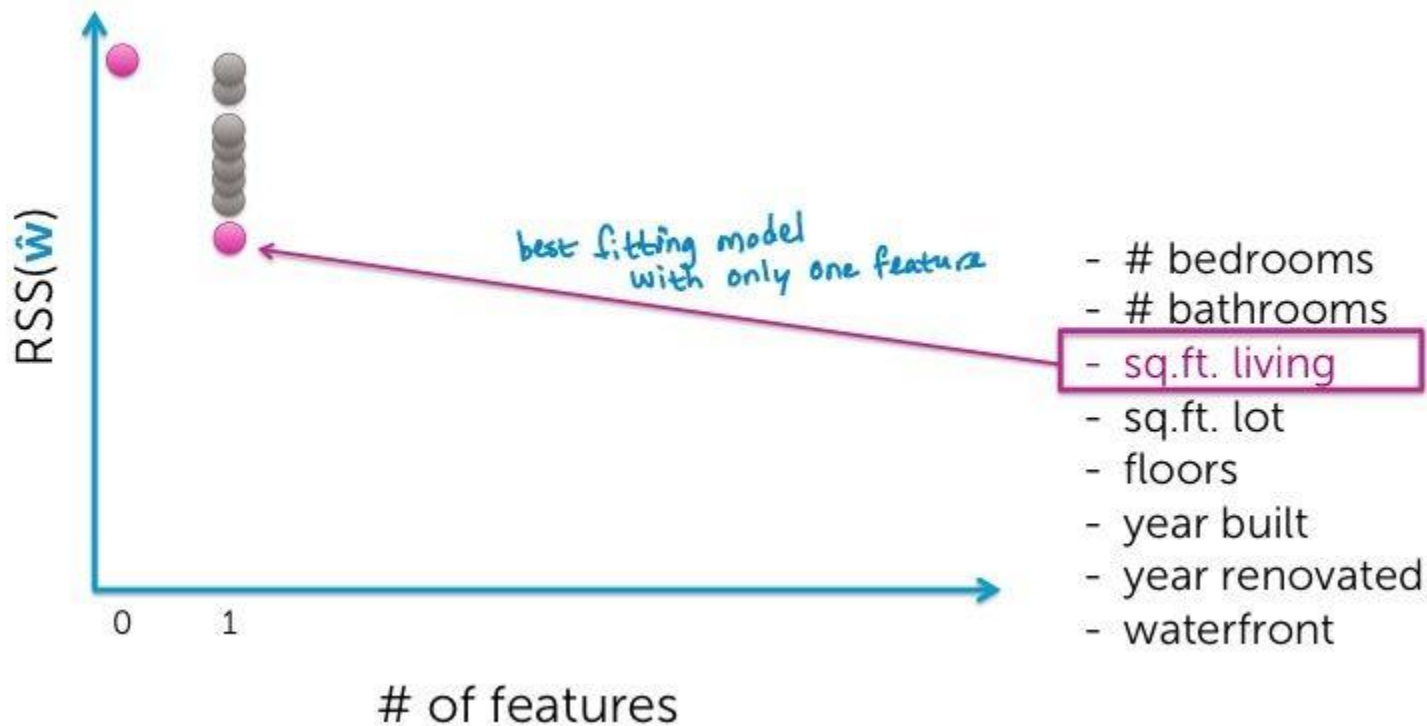 RSS(ŵ)
best fitting model
with only one feature
- # bedrooms
- # bathrooms
- sq.ft. living
- sq.ft. lot
- floors
- year built
- year renovated
- waterfront
0 1
# of features